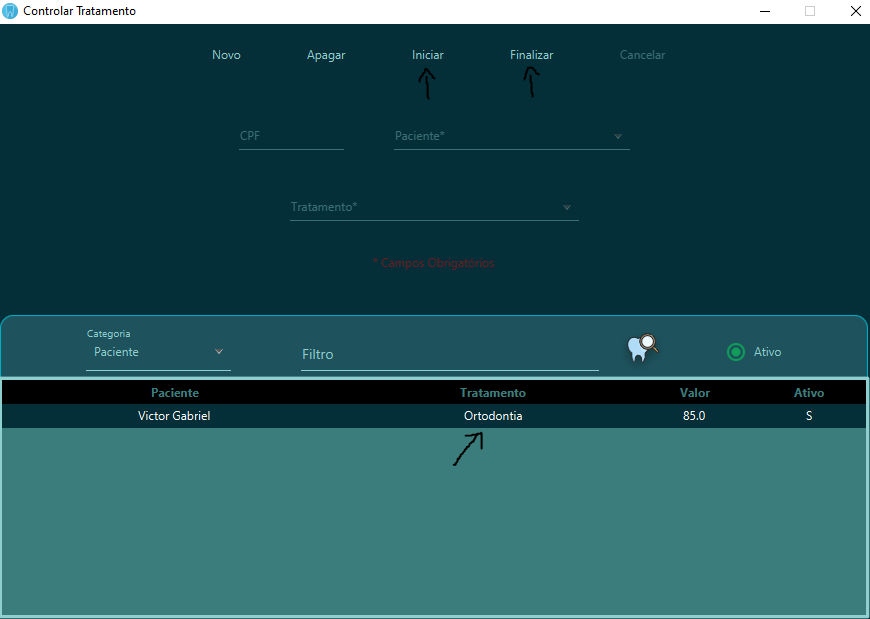 Controlar Tratamento
Novo Apagar Iniciar Finalizar Cancelar
CPF Paciente*
Tratamento*
* Campos Obrigatórios
Categoria
Paciente Filtro Ativo
Paciente Tratamento Valor Ativo
Victor Gabriel Ortodontia 85.0 S